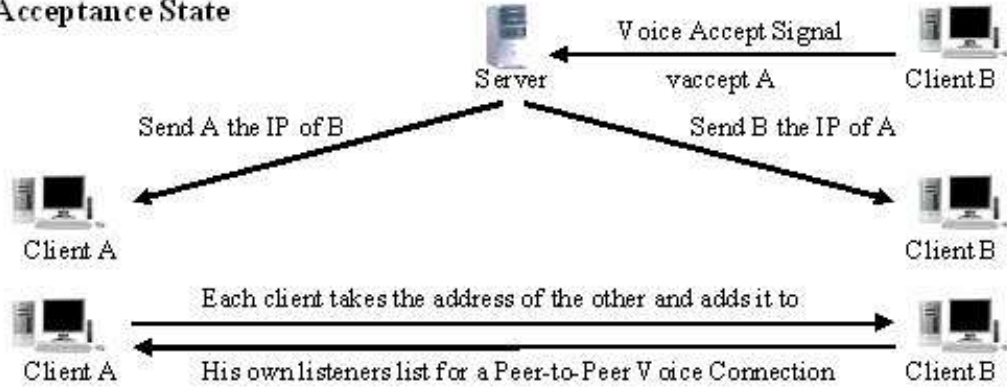 Acceptance State
Voice Accept Signal
Server
vaccept A
Client B
Send A the IP of B
Send B the IP of A
Client A
Client B
Each client takes the address of the other and adds it to
Client A
His own listeners list for a Peer-to-Peer Voice Connection
Client B